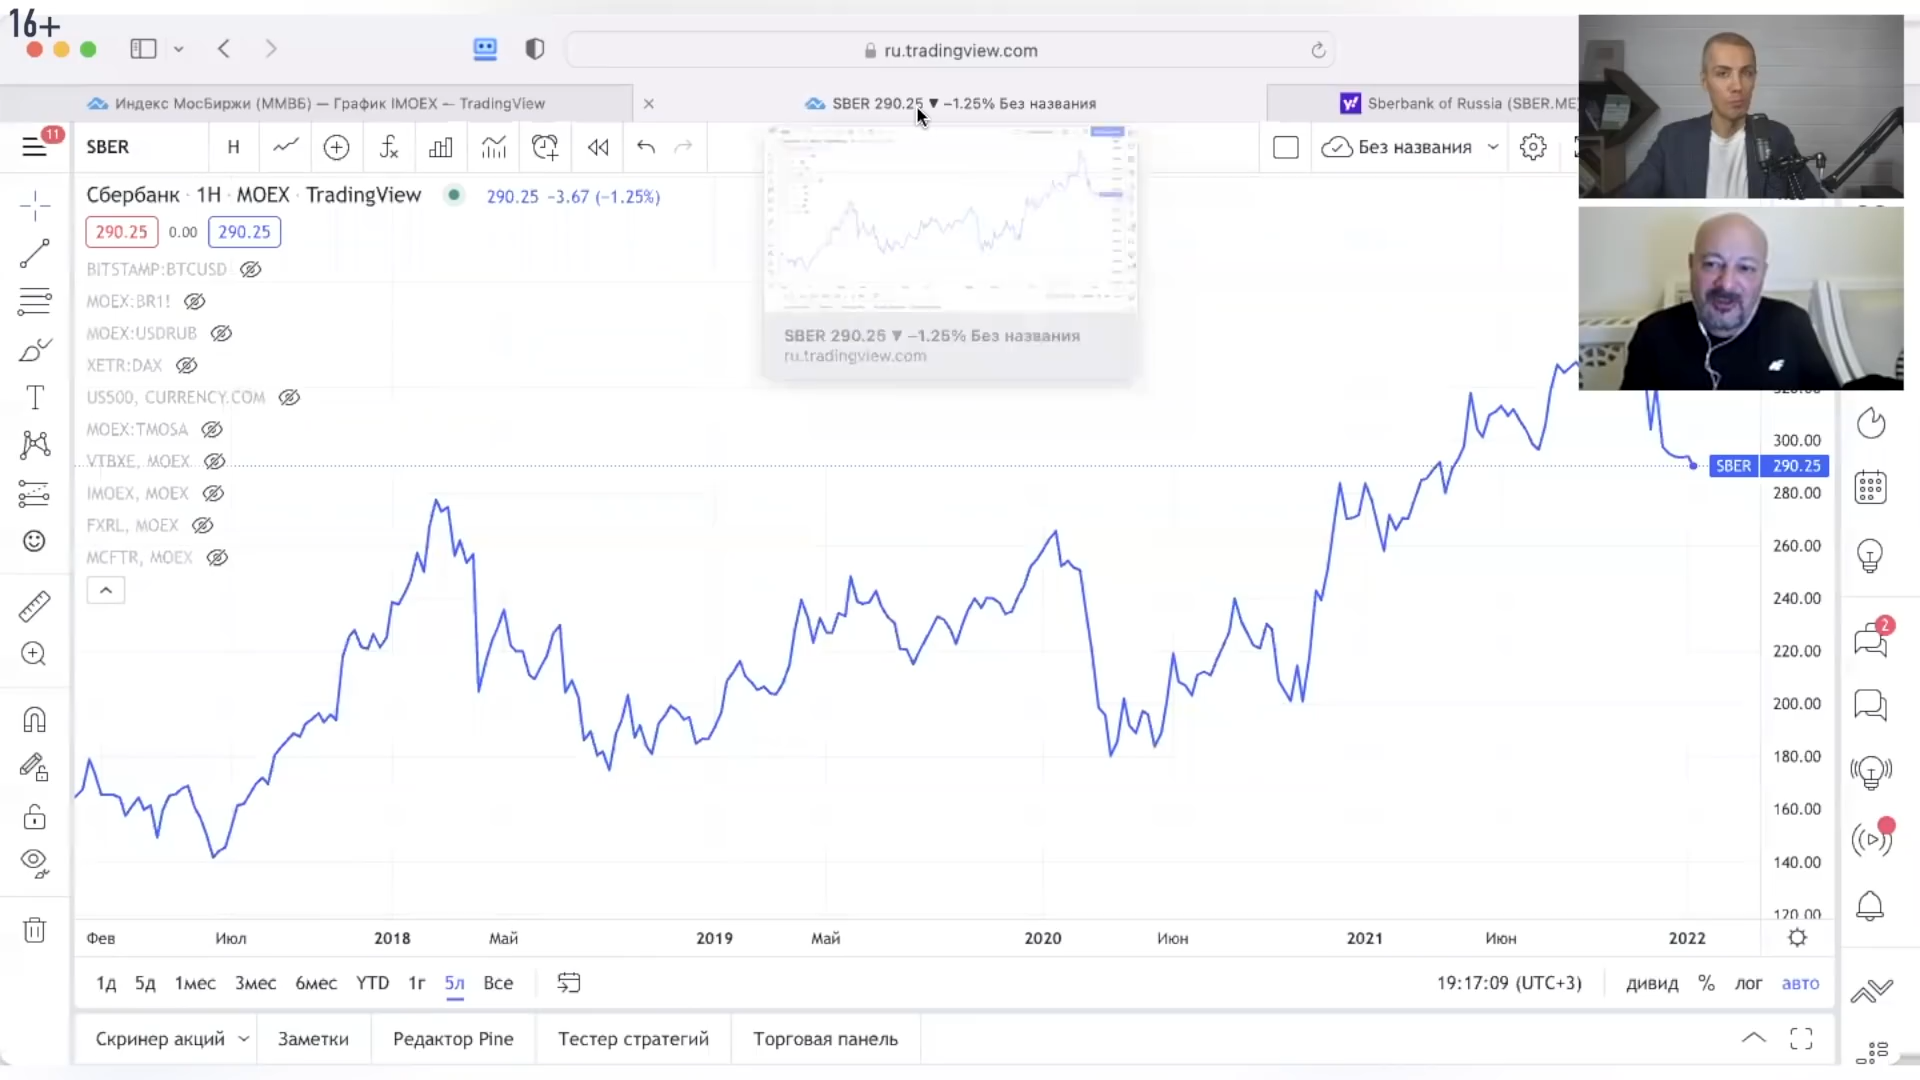 16+
ru.tradingview.com
Индекс МосБиржи (ММВБ) — График IMOEX — TradingView
SBER 290.25 ▼ −1.25% Без названия
Sberbank of Russia (SBER.ME)
11
SBER
Н
Без названия
Сбербанк · 1Н · MOEX · TradingView
290.25 −3.67 (−1.25%)
290.25 0.00 290.25
BITSTAMP:BTCUSD
MOEX:BR1!
MOEX:USDRUB
XETR:DAX
US500, CURRENCY.COM
MOEX:TMOSA
VTBXE, MOEX
IMOEX, MOEX
FXRL, MOEX
MCFTR, MOEX
SBER 290.25 ▼ −1.25% Без названия
ru.tradingview.com
300.00
SBER 290.25
280.00
260.00
240.00
220.00
200.00
180.00
160.00
140.00
120.00
2
Фев Июл 2018 Май 2019 Май 2020 Июн 2021 Июн 2022
1д 5д 1мес 3мес 6мес YTD 1г 5л Все
19:17:09 (UTC+3) дивид % лог авто
Скринер акций Заметки Редактор Pine Тестер стратегий Торговая панель